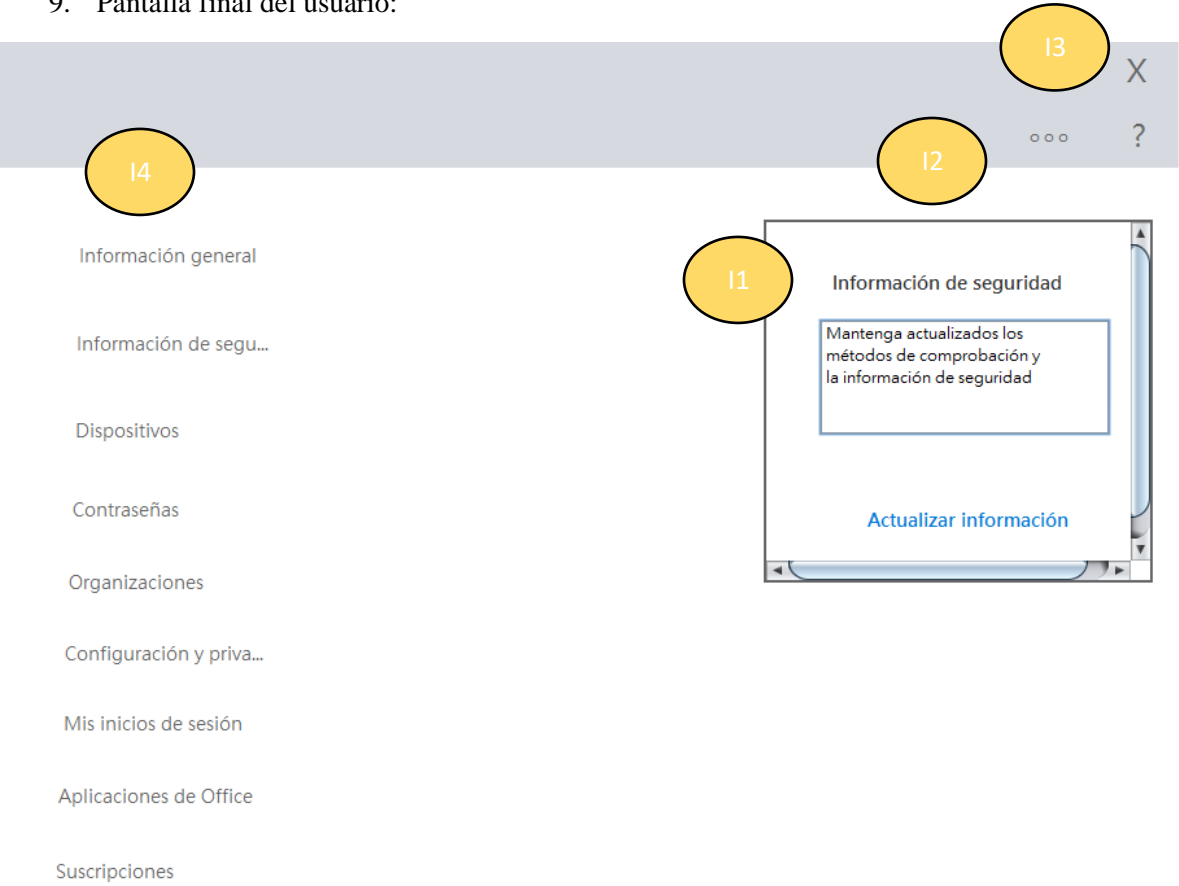 9. Pantalla final del usuario:
I3
X
I2
ooo
?
I4
Información general
I1
Información de seguridad
Información de segu...
Mantenga actualizados los
métodos de comprobación y
la información de seguridad
Dispositivos
Contraseñas
Actualizar información
Organizaciones
Configuración y priva...
Mis inicios de sesión
Aplicaciones de Office
Suscripciones